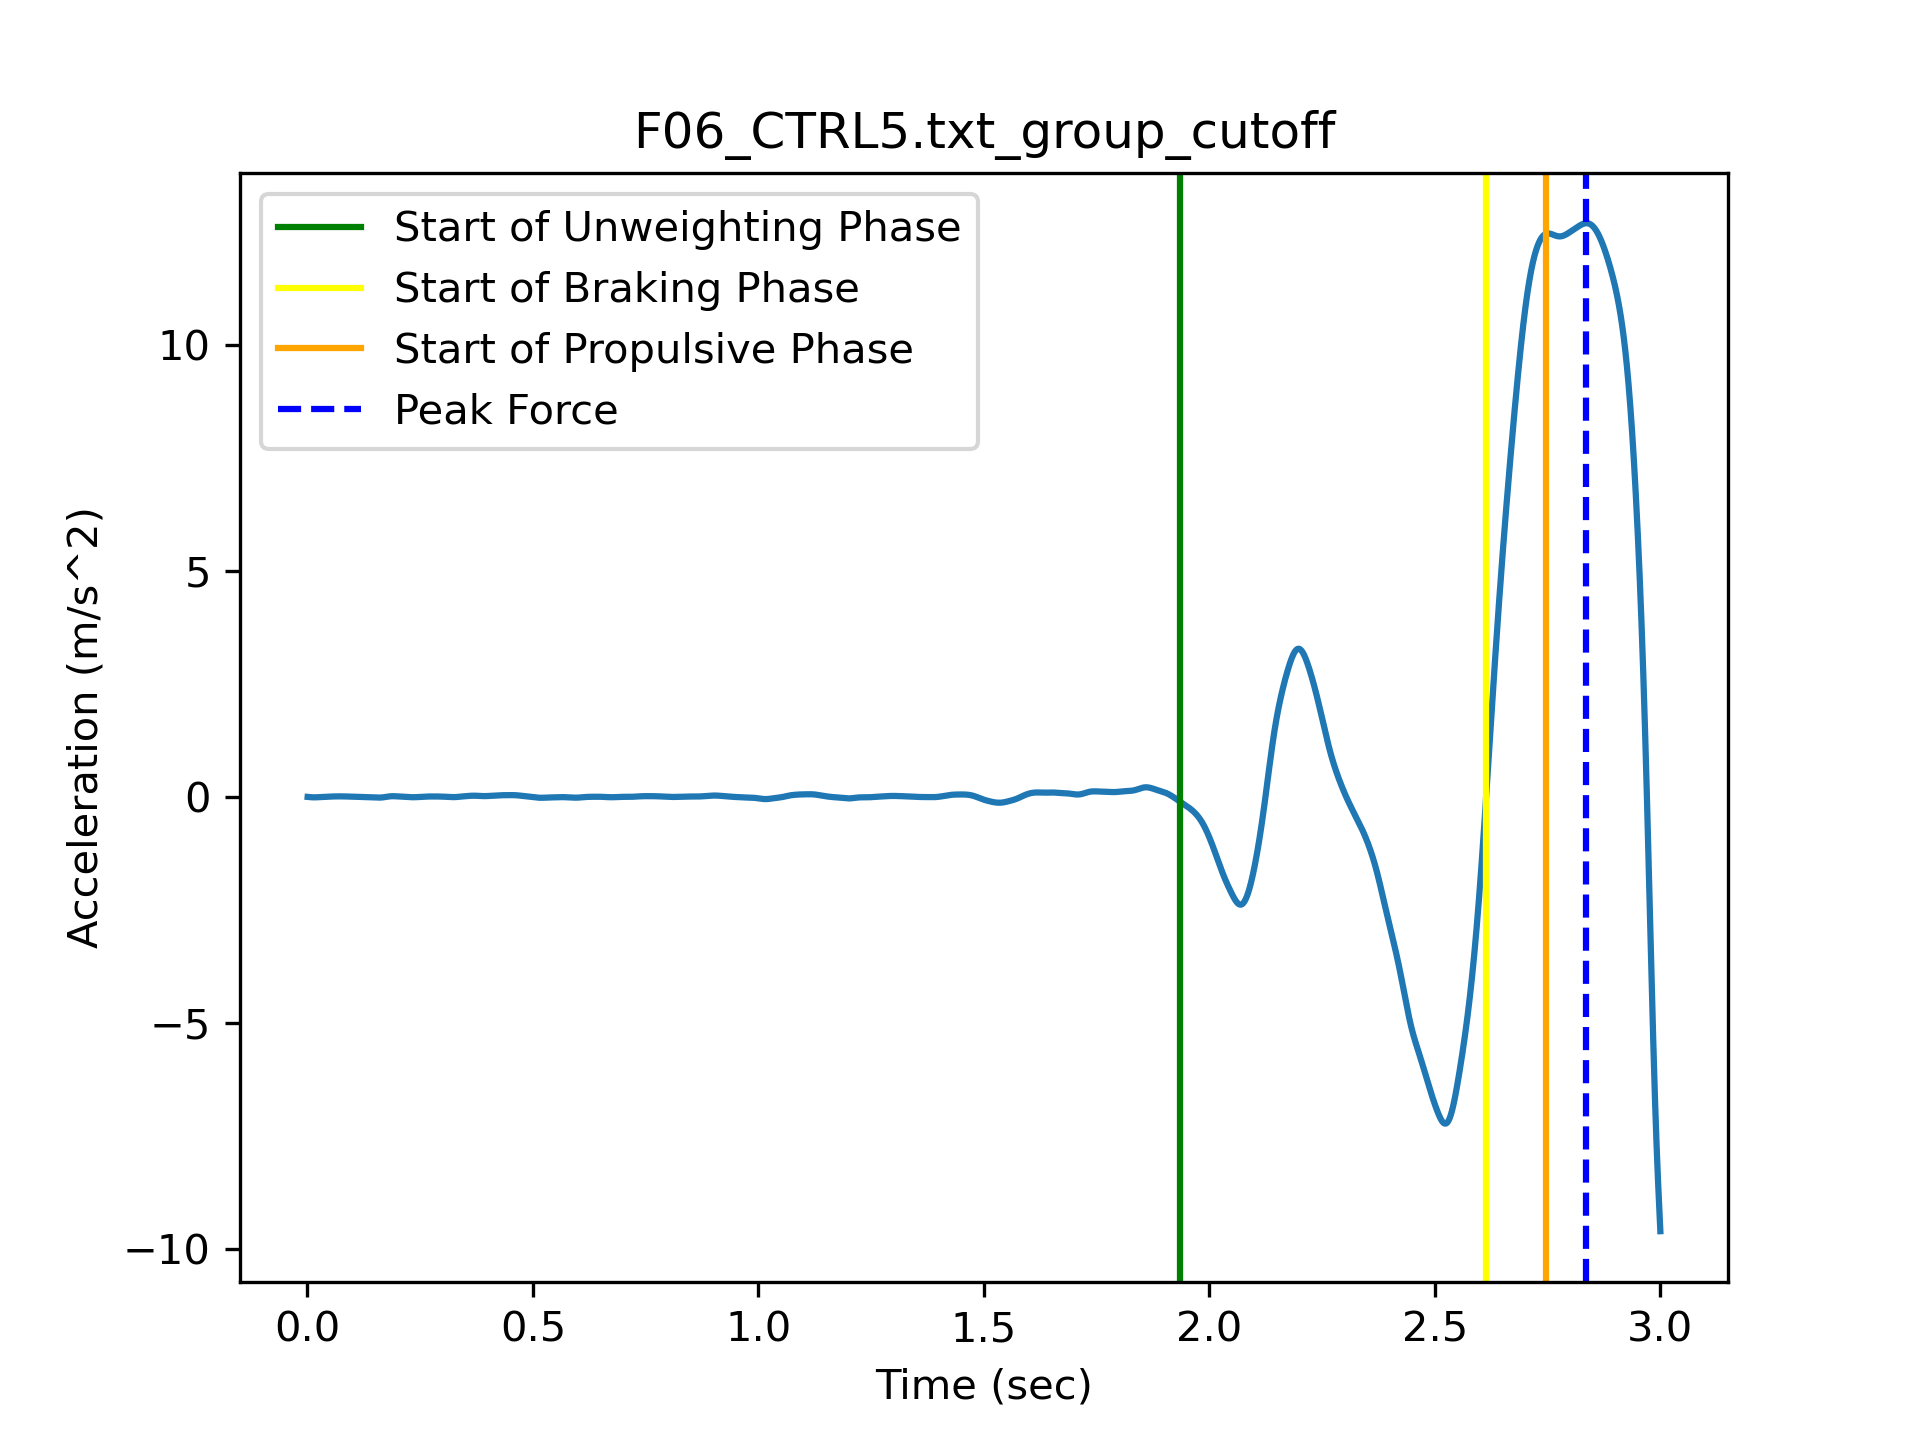 F06_CTRL5.txt_group_cutoff
Start of Unweighting Phase
Start of Braking Phase
Start of Propulsive Phase
Peak Force
Acceleration (m/s^2)
10
5
0
−5
−10
0.0 0.5 1.0 1.5 2.0 2.5 3.0
Time (sec)